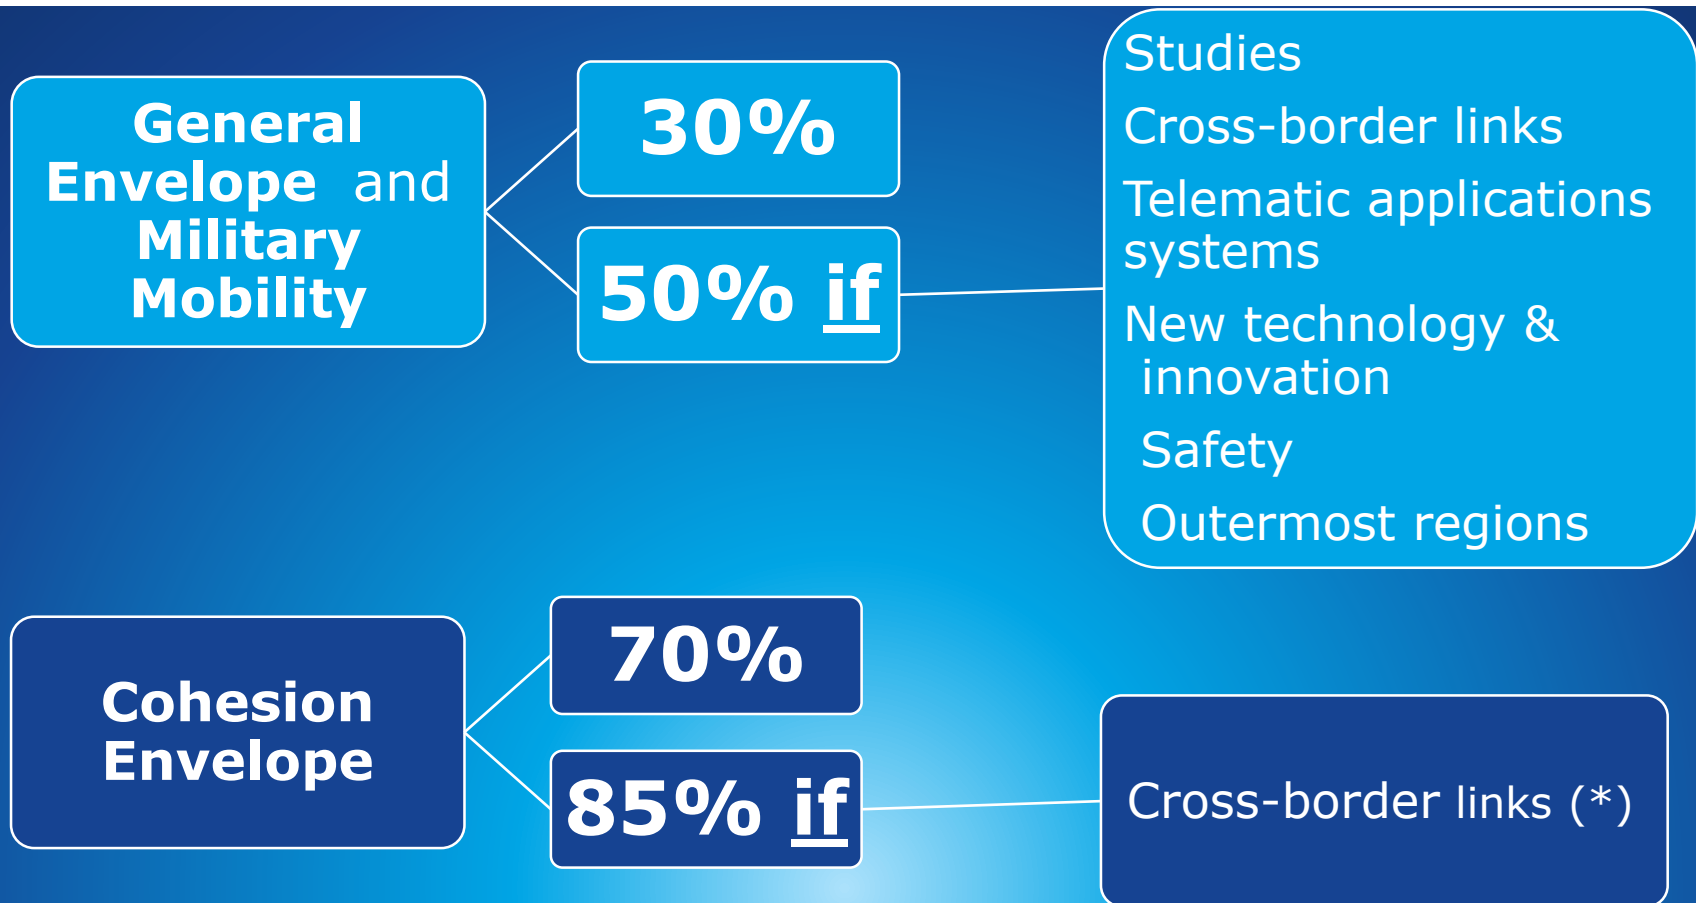 General
Envelope and
Military
Mobility
30%
50% if
Studies
Cross-border links
Telematic applications
systems
New technology &
innovation
Safety
Outermost regions
Cohesion
Envelope
70%
85% if
Cross-border links (*)